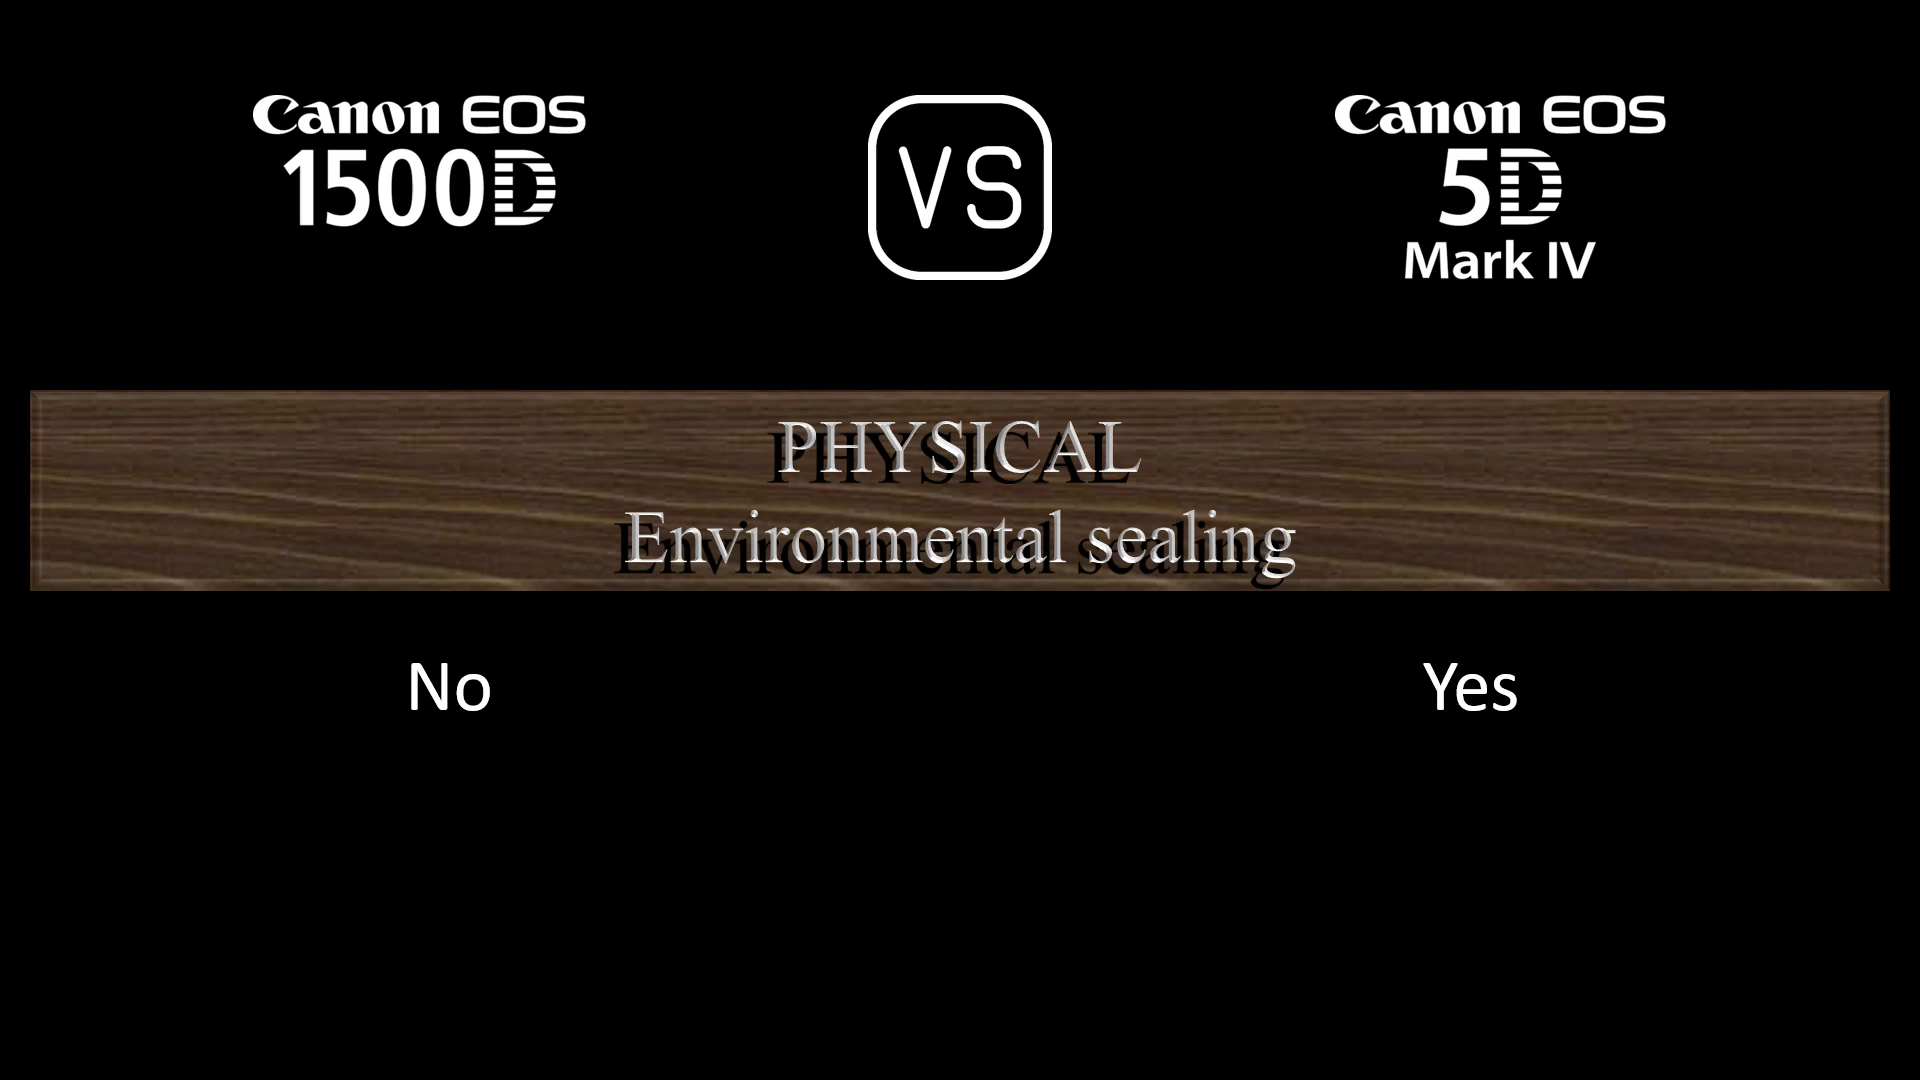 Canon EOS
1500D
VS
Canon EOS
5D
Mark IV
PHYSICAL
Environmental sealing
No
Yes